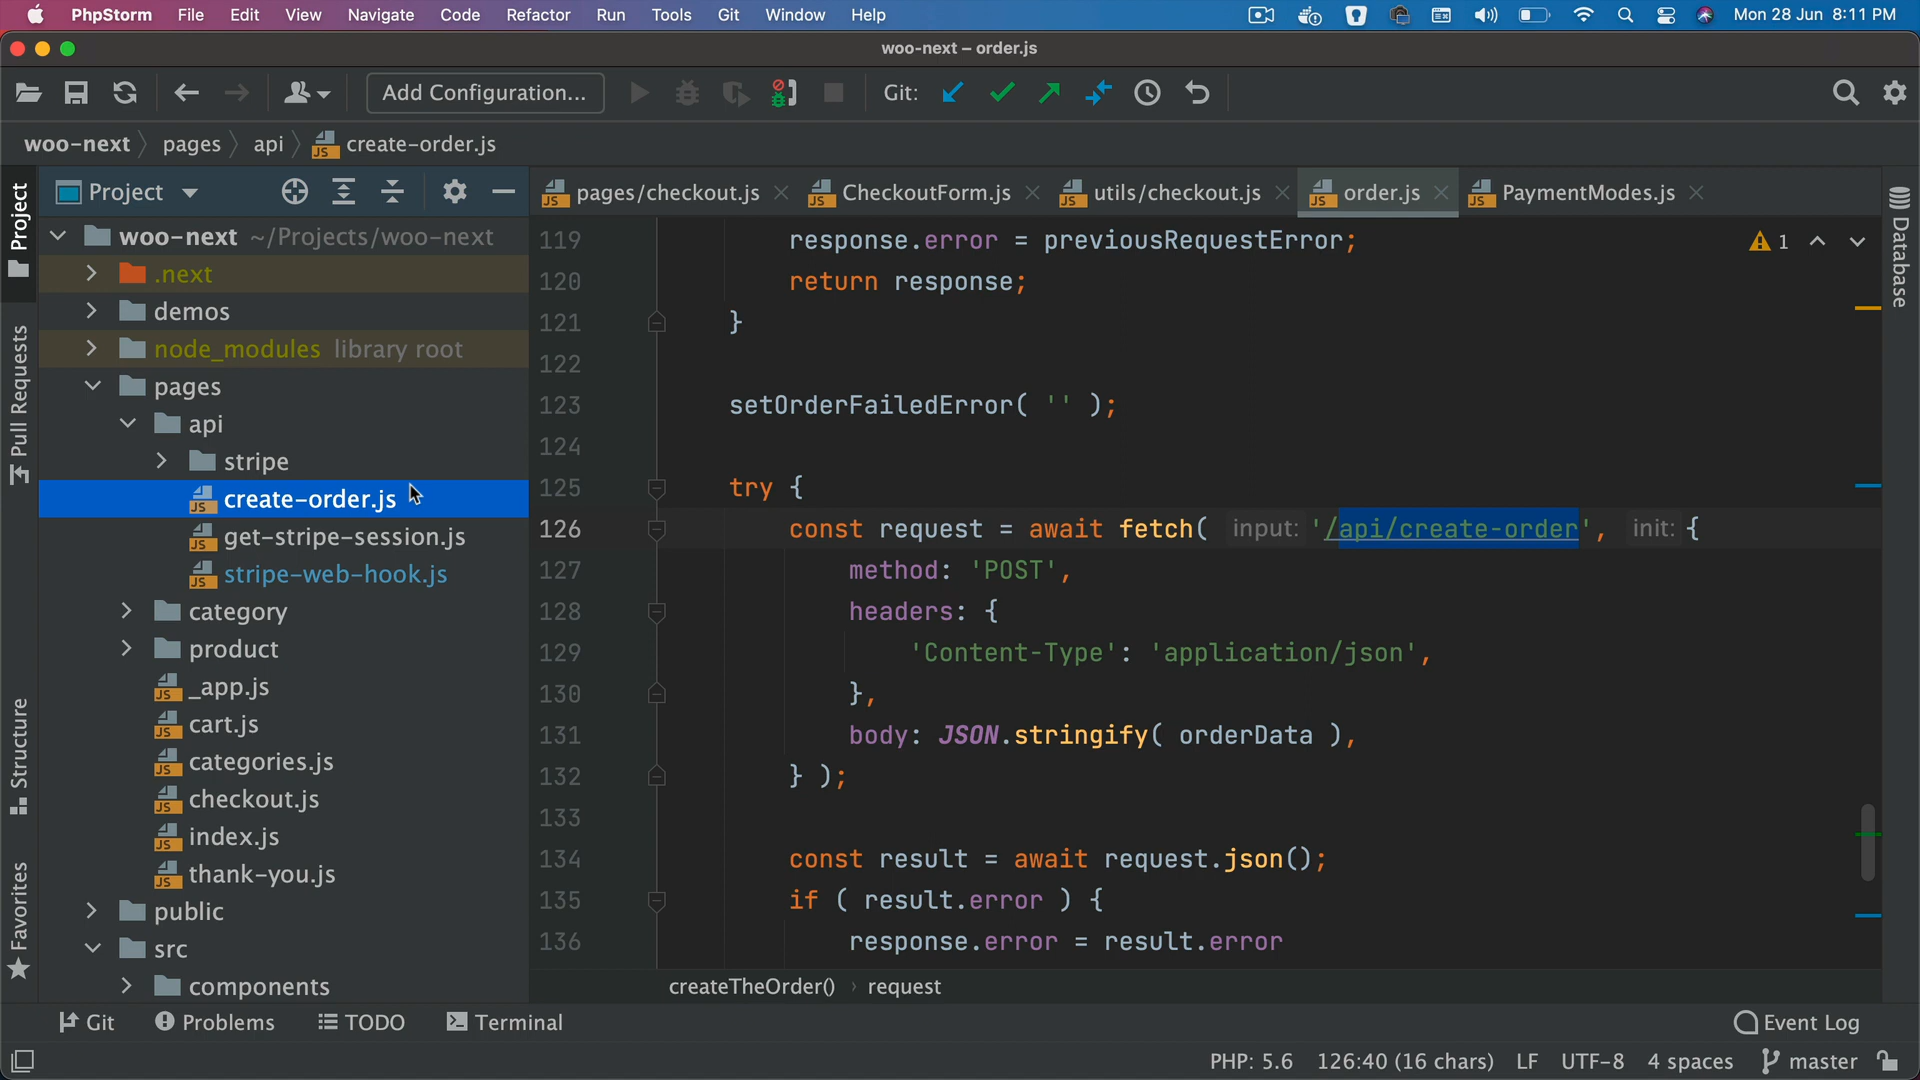 PhpStorm File Edit View Navigate Code Refactor Run Tools Git Window Help Mon 28 Jun 8:11 PM
woo-next – order.js
Add Configuration... Git:
woo-next pages api create-order.js
Project
pages/checkout.js CheckoutForm.js utils/checkout.js order.js PaymentModes.js
Project
Pull Requests
Structure
Favorites
Database
woo-next ~/Projects/woo-next
.next
demos
node_modules library root
pages
api
stripe
create-order.js
get-stripe-session.js
stripe-web-hook.js
category
product
_app.js
cart.js
categories.js
checkout.js
index.js
thank-you.js
public
src
components
1
119 response.error = previousRequestError;
120 return response;
121 }
122
123 setOrderFailedError( '' );
124
125 try {
126 const request = await fetch( input: '/api/create-order', init: {
127 method: 'POST',
128 headers: {
129 'Content-Type': 'application/json',
130 },
131 body: JSON.stringify( orderData ),
132 } );
133
134 const result = await request.json();
135 if ( result.error ) {
136 response.error = result.error
createTheOrder() › request
Git Problems TODO Terminal Event Log
PHP: 5.6 126:40 (16 chars) LF UTF-8 4 spaces master